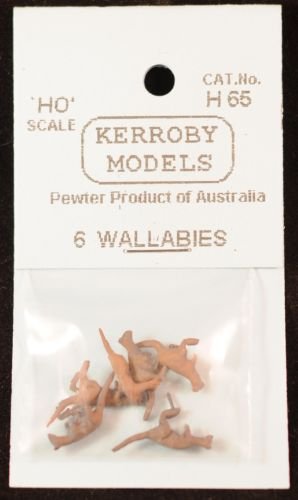 CAT.No.
'HO' H 65
SCALE
KERROBY
MODELS
Pewter Product of Australia
6 WALLABIES